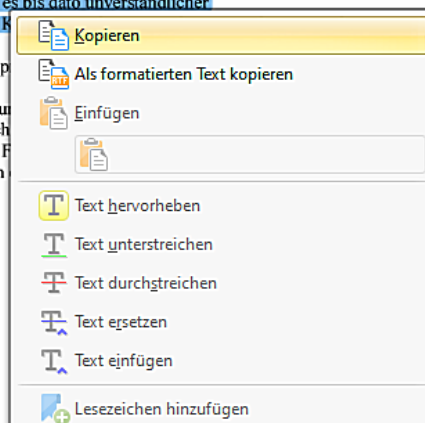 es bis dato unverständlicher
K
Kopieren
Als formatierten Text kopieren
RTF
Einfügen
Text hervorheben
Text unterstreichen
Text durchstreichen
Text ersetzen
Text einfügen
Lesezeichen hinzufügen